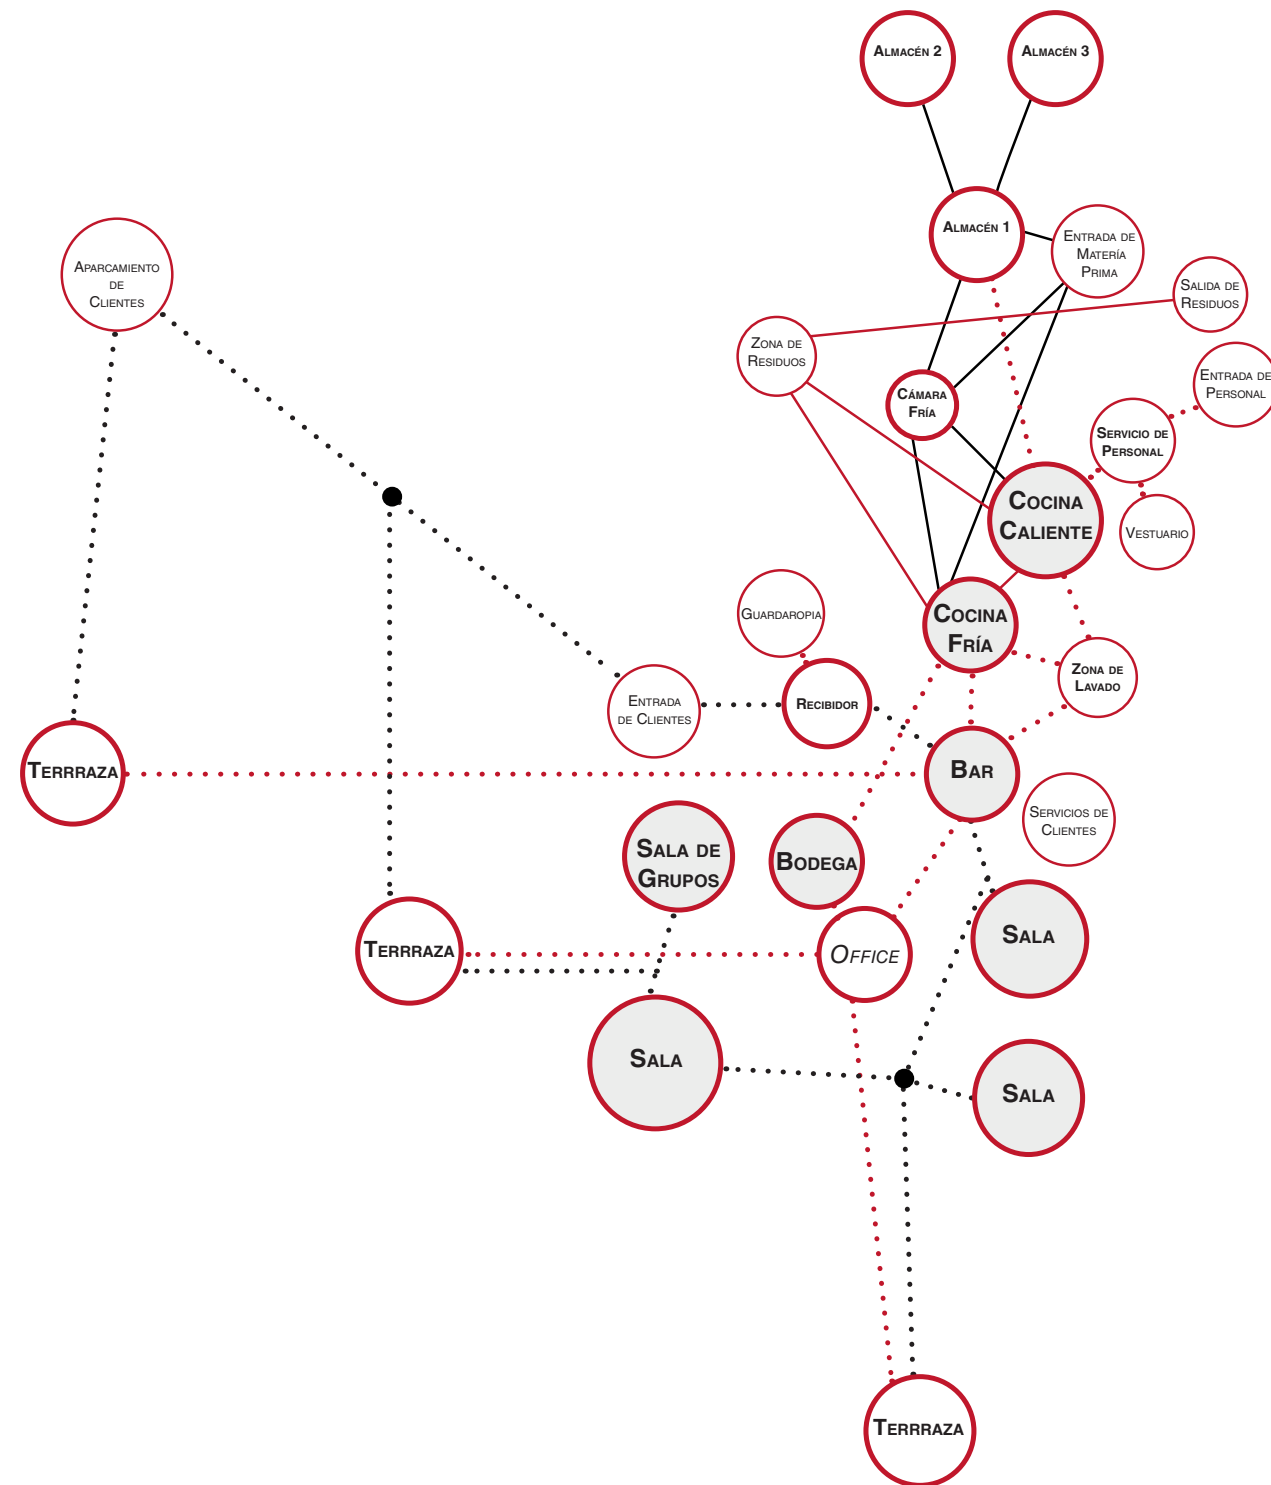 Almacén 2
Almacén 3
Almacén 1
Entrada de
Matería
Prima
Aparcamiento
de
Clientes
Salida de
Residuos
Zona de
Residuos
Entrada de
Personal
Cámara
Fría
Servicio de
Personal
Cocina
Caliente
Vestuario
Guardaropia
Cocina
Fría
Zona de
Lavado
Entrada
de Clientes
Recibidor
Terrraza
Bar
Servicios de
Clientes
Sala de
Grupos
Bodega
Terrraza
Office
Sala
Sala
Sala
Terrraza